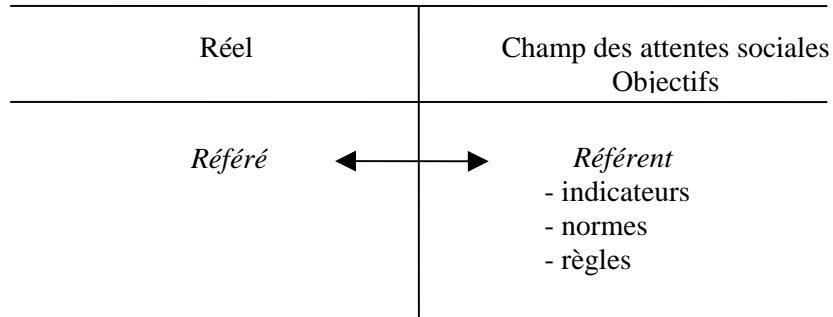 Réel
Champ des attentes sociales
Objectifs
Référé
Référent
- indicateurs
- normes
- règles